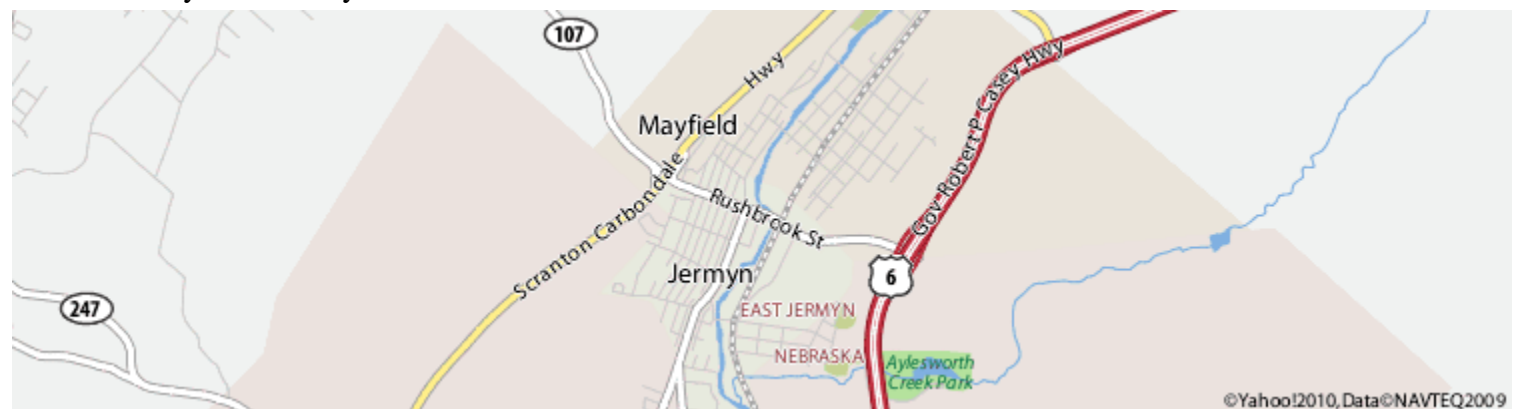 107
Hwy
Mayfield
Gov Robert P Casey Hwy
Scranton Carbondale
Rushbrook St
Jermyn
6
247
EAST JERMYN
NEBRASKA
Aylesworth
Creek Park
©Yahoo!2010,Data©NAVTEQ2009